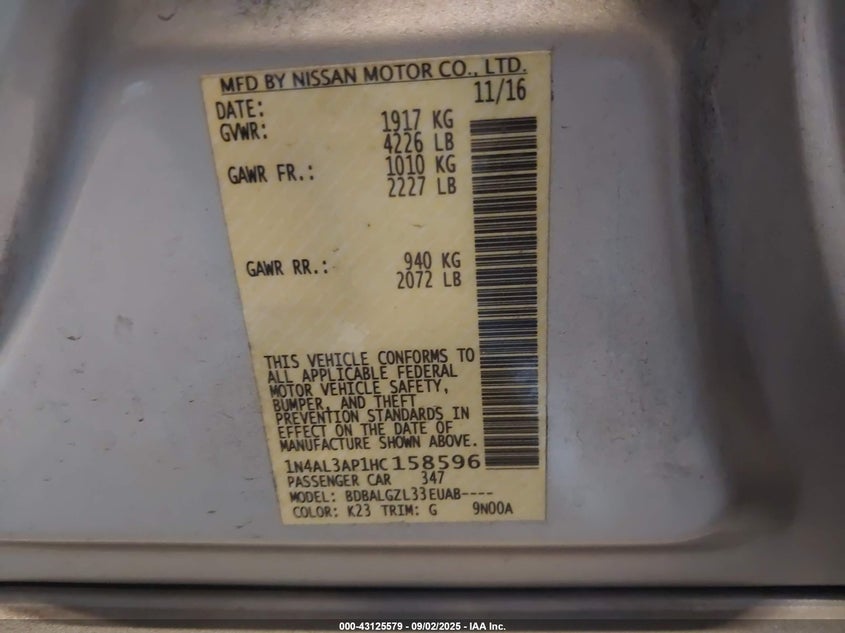 MFD BY NISSAN MOTOR CO., LTD.
DATE: 11/16
GVWR: 1917 KG
4226 LB
GAWR FR.: 1010 KG
2227 LB
GAWR RR.: 940 KG
2072 LB
THIS VEHICLE CONFORMS TO
ALL APPLICABLE FEDERAL
MOTOR VEHICLE SAFETY,
BUMPER, AND THEFT
PREVENTION STANDARDS IN
EFFECT ON THE DATE OF
MANUFACTURE SHOWN ABOVE.
1N4AL3AP1HC158596
PASSENGER CAR 347
MODEL: BDBALGZL33EUAB----
COLOR: K23 TRIM: G 9N00A
000-43125579 - 09/02/2025 - IAA Inc.